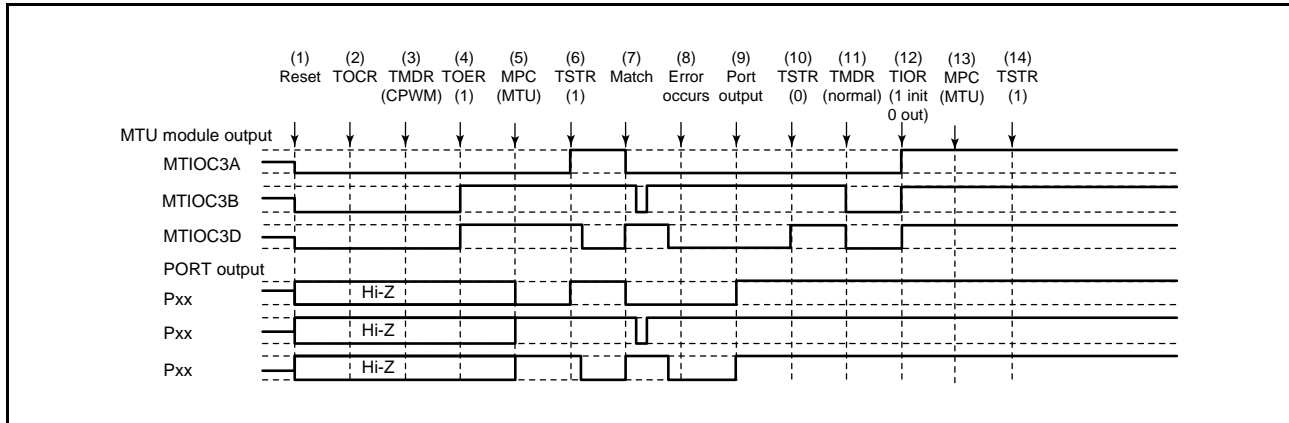 (1) (2) (3) (4) (5) (6) (7) (8) (9) (10) (11) (12) (13) (14)
Reset TOCR TMDR TOER MPC TSTR Match Error Port TSTR TMDR TIOR MPC TSTR
(CPWM) (1) (MTU) (1) occurs output (0) (normal) (1 init (MTU) (1)
0 out)
MTU module output
MTIOC3A
MTIOC3B
MTIOC3D
PORT output
Pxx Hi-Z
Pxx Hi-Z
Pxx Hi-Z